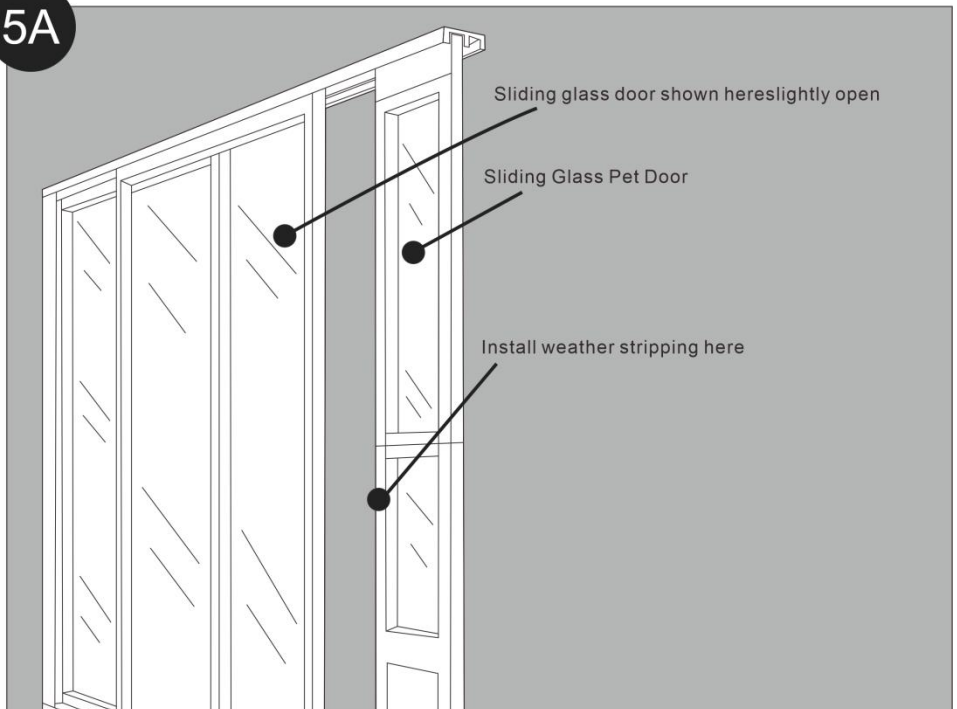 5A
Sliding glass door shown hereslightly open
Sliding Glass Pet Door
Install weather stripping here